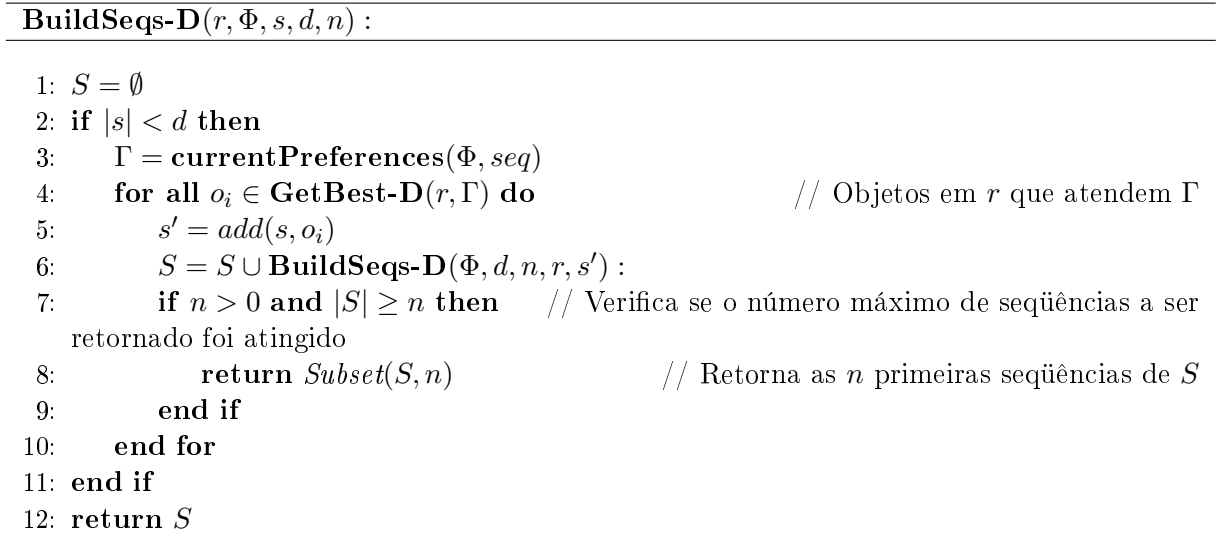 BuildSeqs-D(r, Φ, s, d, n) :
1: S = ∅
2: if |s| < d then
3: Γ = currentPreferences(Φ, seq)
4: for all oᵢ ∈ GetBest-D(r, Γ) do // Objetos em r que atendem Γ
5: s′ = add(s, oᵢ)
6: S = S ∪ BuildSeqs-D(Φ, d, n, r, s′) :
7: if n > 0 and |S| ≥ n then // Verifica se o número máximo de seqüências a ser
retornado foi atingido
8: return Subset(S, n) // Retorna as n primeiras seqüências de S
9: end if
10: end for
11: end if
12: return S